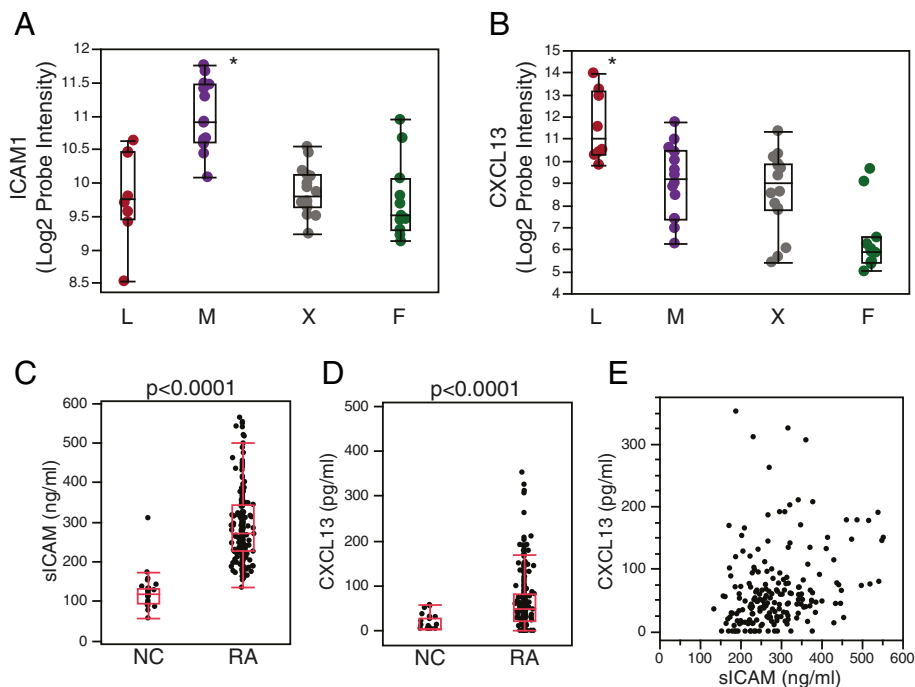 A
ICAM1
(Log2 Probe Intensity)
12
11.5
11
10.5
10
9.5
9
8.5
*
L M X F
B
CXCL13
(Log2 Probe Intensity)
15
14
13
12
11
10
9
8
7
6
5
4
*
L M X F
C
p<0.0001
sICAM (ng/ml)
600
500
400
300
200
100
0
NC RA
D
p<0.0001
CXCL13 (pg/ml)
500
400
300
200
100
0
NC RA
E
CXCL13 (pg/ml)
300
200
100
0
0 100 200 300 400 500 600
sICAM (ng/ml)